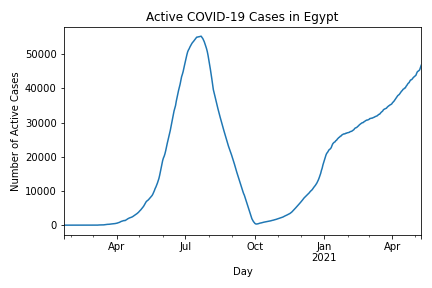 Active COVID-19 Cases in Egypt
Number of Active Cases
50000
40000
30000
20000
10000
0
Apr
Jul
Oct
Jan
2021
Apr
Day